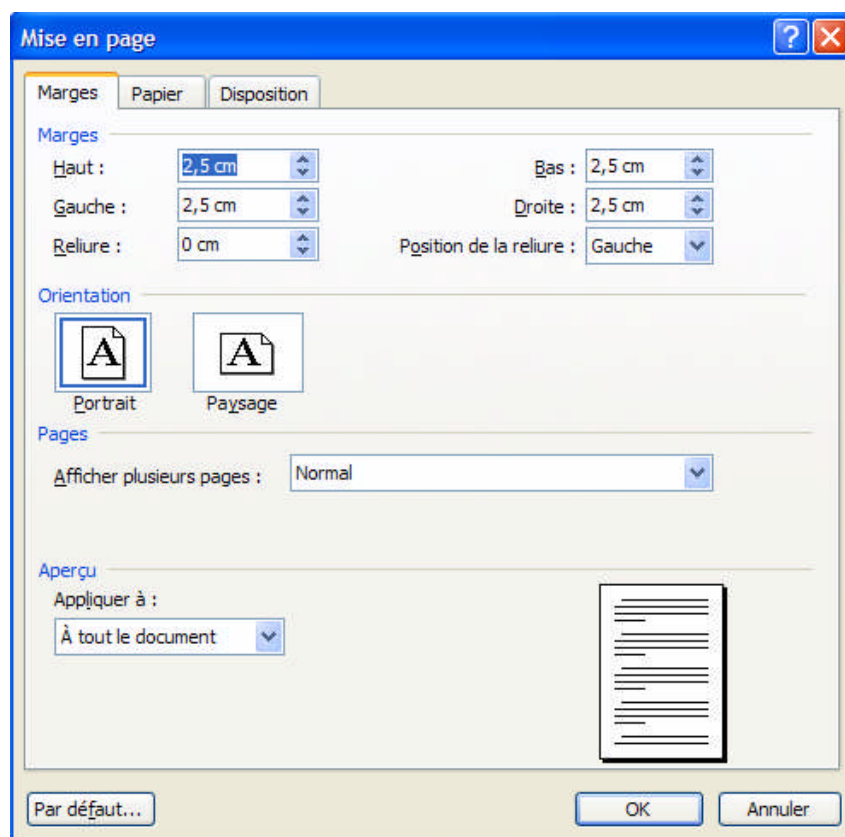 Mise en page
Marges Papier Disposition
Marges
Haut : 2,5 cm Bas : 2,5 cm
Gauche : 2,5 cm Droite : 2,5 cm
Reliure : 0 cm Position de la reliure : Gauche
Orientation
A A
Portrait Paysage
Pages
Afficher plusieurs pages : Normal
Aperçu
Appliquer à :
À tout le document
Par défaut... OK Annuler